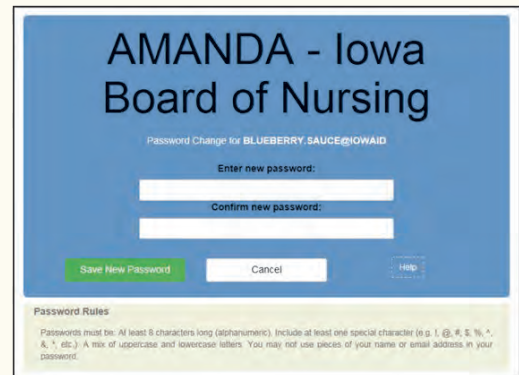 AMANDA - Iowa
Board of Nursing
Password Change for BLUEBERRY.SAUCE@IOWAID
Enter new password:
Confirm new password:
Save New Password
Cancel
Help
Password Rules
Passwords must be: At least 8 characters long (alphanumeric). Include at least one special character (e.g. !, @, #, $, %, ^,
&, *, etc.) A mix of uppercase and lowercase letters. You may not use pieces of your name or email address in your
password.